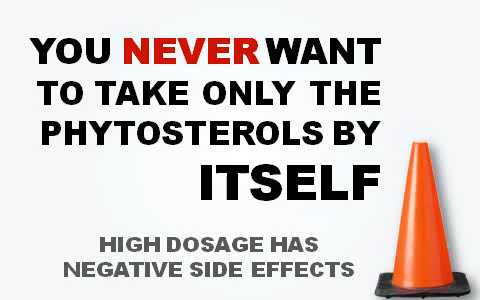 YOU NEVER WANT
TO TAKE ONLY THE
PHYTOSTEROLS BY
ITSELF
HIGH DOSAGE HAS
NEGATIVE SIDE EFFECTS